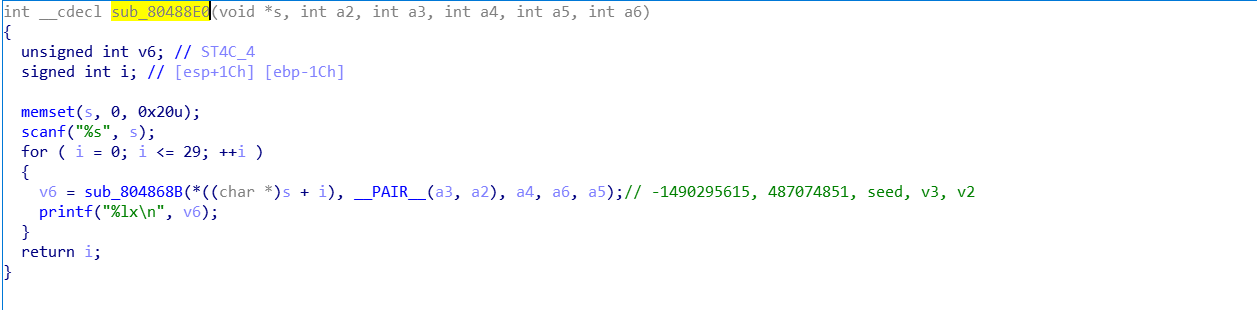 int __cdecl sub_80488E0(void *s, int a2, int a3, int a4, int a5, int a6)
{
  unsigned int v6; // ST4C_4
  signed int i; // [esp+1Ch] [ebp-1Ch]

  memset(s, 0, 0x20u);
  scanf("%s", s);
  for ( i = 0; i <= 29; ++i )
  {
    v6 = sub_804868B(*((char *)s + i), __PAIR__(a3, a2), a4, a6, a5);// -1490295615, 487074851, seed, v3, v2
    printf("%lx\n", v6);
  }
  return i;
}